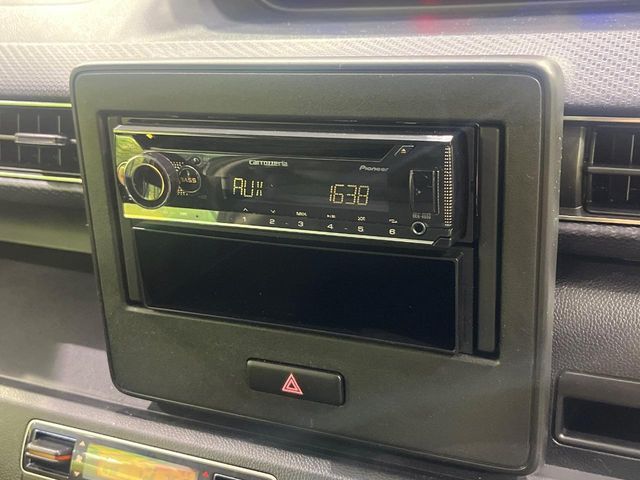 carrozzeria Pioneer
BASS AUX 1638
1 2 3 4 5 6